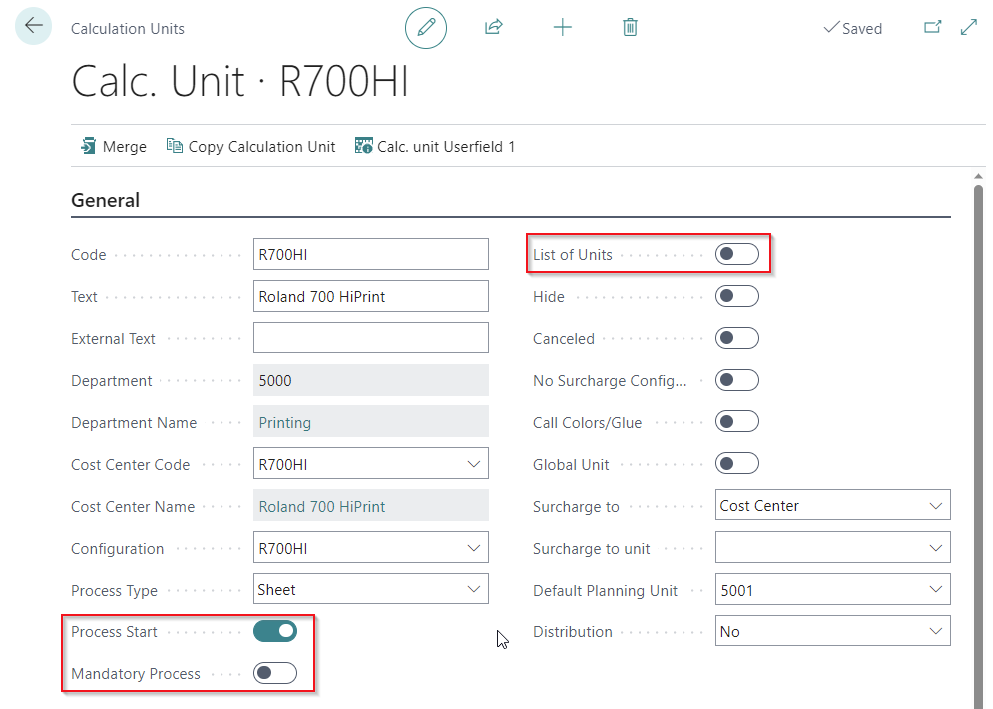 Calculation Units
Saved
Calc. Unit · R700HI
Merge
Copy Calculation Unit
Calc. unit Userfield 1
General
Code
R700HI
Text
Roland 700 HiPrint
External Text
Department
5000
Department Name
Printing
Cost Center Code
R700HI
Cost Center Name
Roland 700 HiPrint
Configuration
R700HI
Process Type
Sheet
Process Start
Mandatory Process
List of Units
Hide
Canceled
No Surcharge Config...
Call Colors/Glue
Global Unit
Surcharge to
Cost Center
Surcharge to unit
Default Planning Unit
5001
Distribution
No